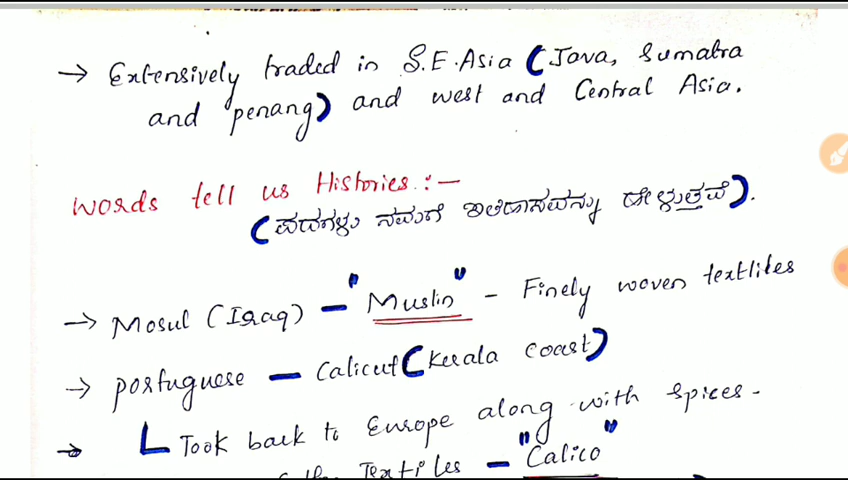 → Extensively traded in S.E.Asia (Java, Sumatra
and penang) and west and Central Asia.
words tell us Histories:-
(ಪದಗಳು ನಮಗೆ ಇತಿಹಾಸವನ್ನು ಹೇಳುತ್ತವೆ).
→ Mosul (Iraq) - "Muslin" - Finely woven textlites
→ portuguese - Calicut (Kerala coast)
→ Took back to Europe along with spices -
Textiles - "Calico"